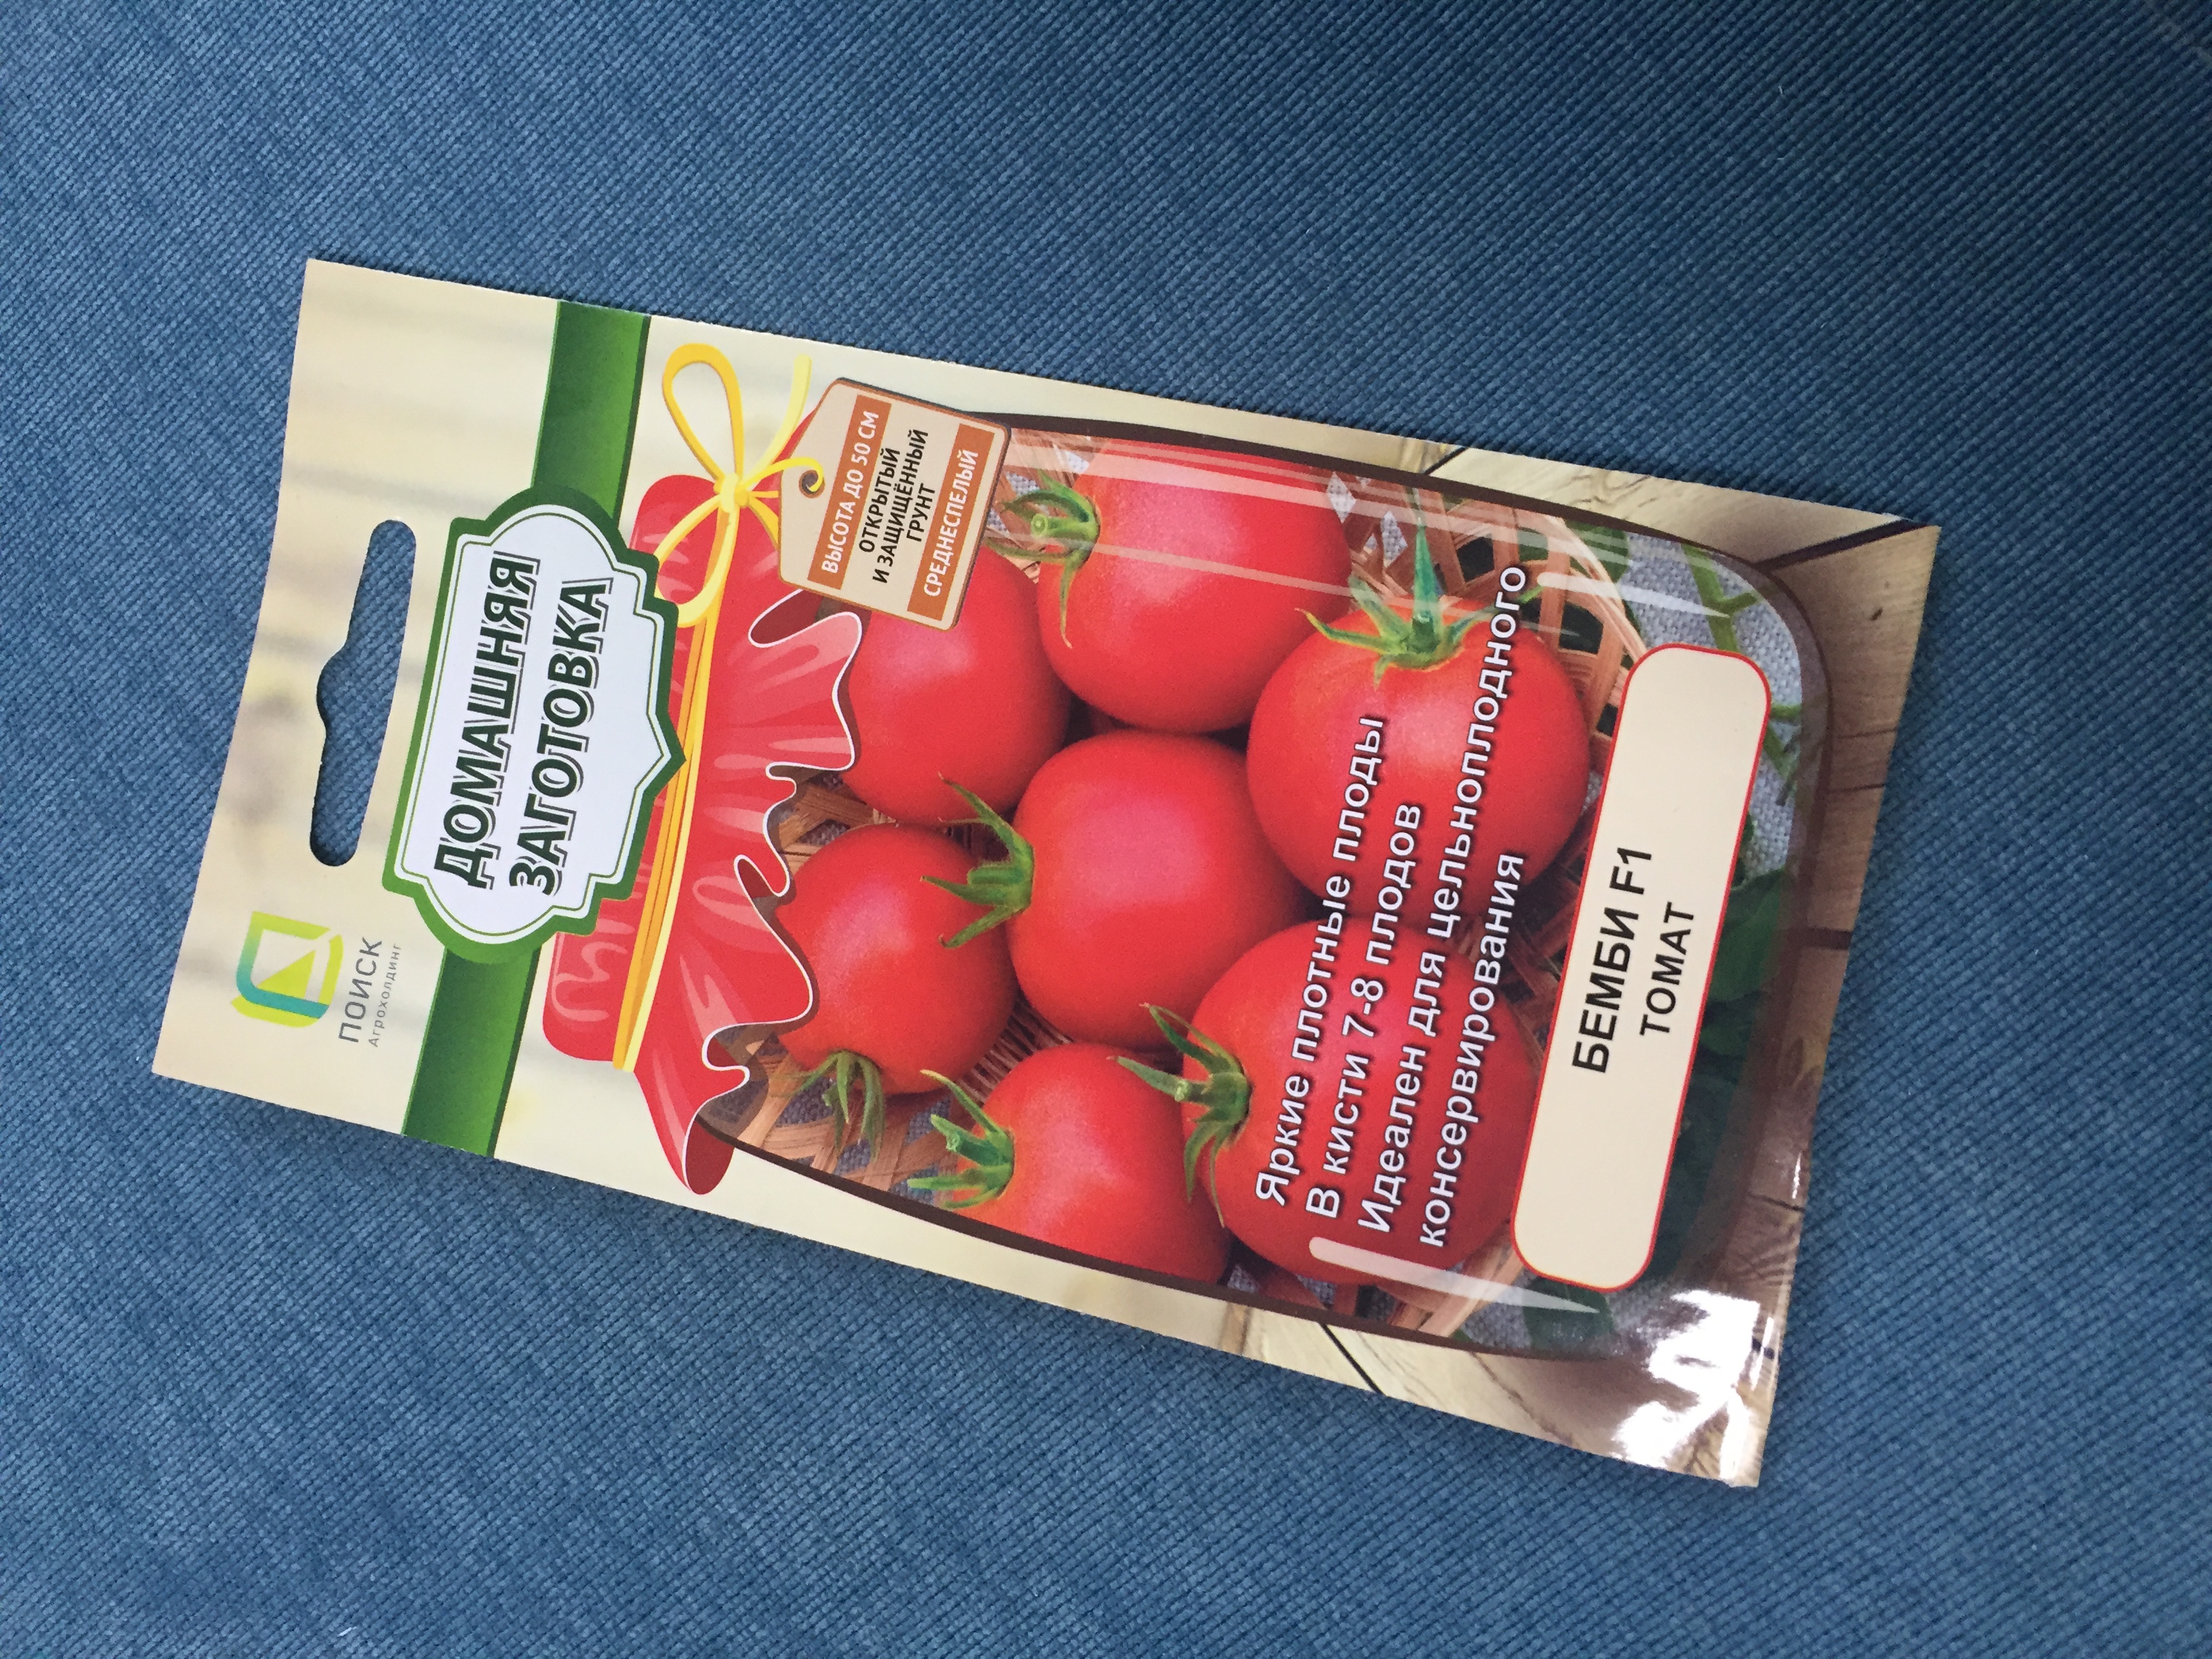 ПОИСК
Агрохолдинг
ДОМАШНЯЯ
ЗАГОТОВКА
ВЫСОТА ДО 50 СМ
ОТКРЫТЫЙ
И ЗАЩИЩЁННЫЙ
ГРУНТ
СРЕДНЕСПЕЛЫЙ
Яркие плотные плоды
В кисти 7-8 плодов
Идеален для цельноплодного
консервирования
БЕМБИ F1
ТОМАТ